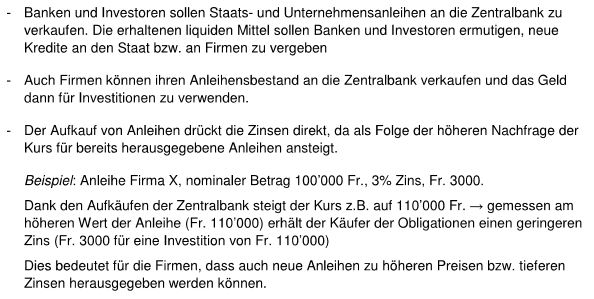 - Banken und Investoren sollen Staats- und Unternehmensanleihen an die Zentralbank zu
verkaufen. Die erhaltenen liquiden Mittel sollen Banken und Investoren ermutigen, neue
Kredite an den Staat bzw. an Firmen zu vergeben
- Auch Firmen können ihren Anleihensbestand an die Zentralbank verkaufen und das Geld
dann für Investitionen zu verwenden.
- Der Aufkauf von Anleihen drückt die Zinsen direkt, da als Folge der höheren Nachfrage der
Kurs für bereits herausgegebene Anleihen ansteigt.
Beispiel: Anleihe Firma X, nominaler Betrag 100'000 Fr., 3% Zins, Fr. 3000.
Dank den Aufkäufen der Zentralbank steigt der Kurs z.B. auf 110'000 Fr. → gemessen am
höheren Wert der Anleihe (Fr. 110'000) erhält der Käufer der Obligationen einen geringeren
Zins (Fr. 3000 für eine Investition von Fr. 110'000)
Dies bedeutet für die Firmen, dass auch neue Anleihen zu höheren Preisen bzw. tieferen
Zinsen herausgegeben werden können.